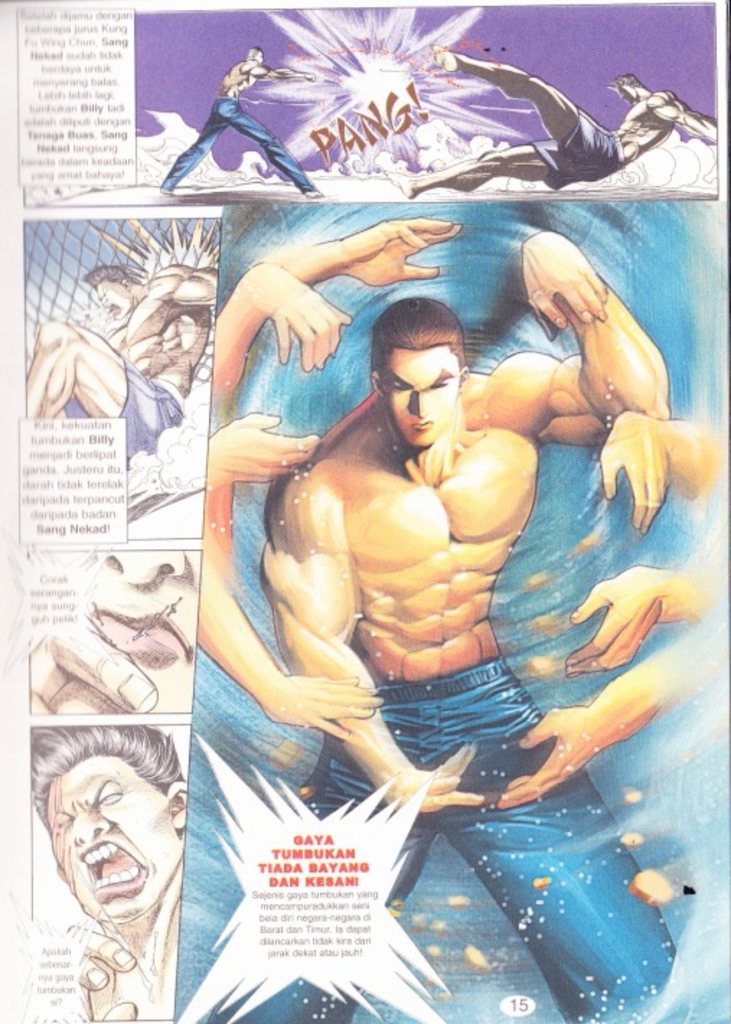 Setelah dijamu dengan
beberapa jurus Kung
Fu Wing Chun, Sang
Nekad sudah tidak
berdaya untuk
menyerang balas.
Lebih-lebih lagi,
tumbukan Billy tadi
adalah diliputi dengan
Tenaga Buas, Sang
Nekad langsung
berada dalam keadaan
yang amat bahaya!
PANG!
Kini, kekuatan
tumbukan Billy
menjadi berlipat
ganda. Justeru itu,
darah tidak terelak
daripada terpancut
daripada badan
Sang Nekad!
Corak
serangan-
nya sung-
guh pelik!
Apakah
sebenar-
nya gaya
tumbukan
ni?
GAYA
TUMBUKAN
TIADA BAYANG
DAN KESAN!
Sejenis gaya tumbukan yang
mencampuradukkan seni
bela diri negara-negara di
Barat dan Timur. Ia dapat
dilancarkan tidak kira dari
jarak dekat atau jauh!
15